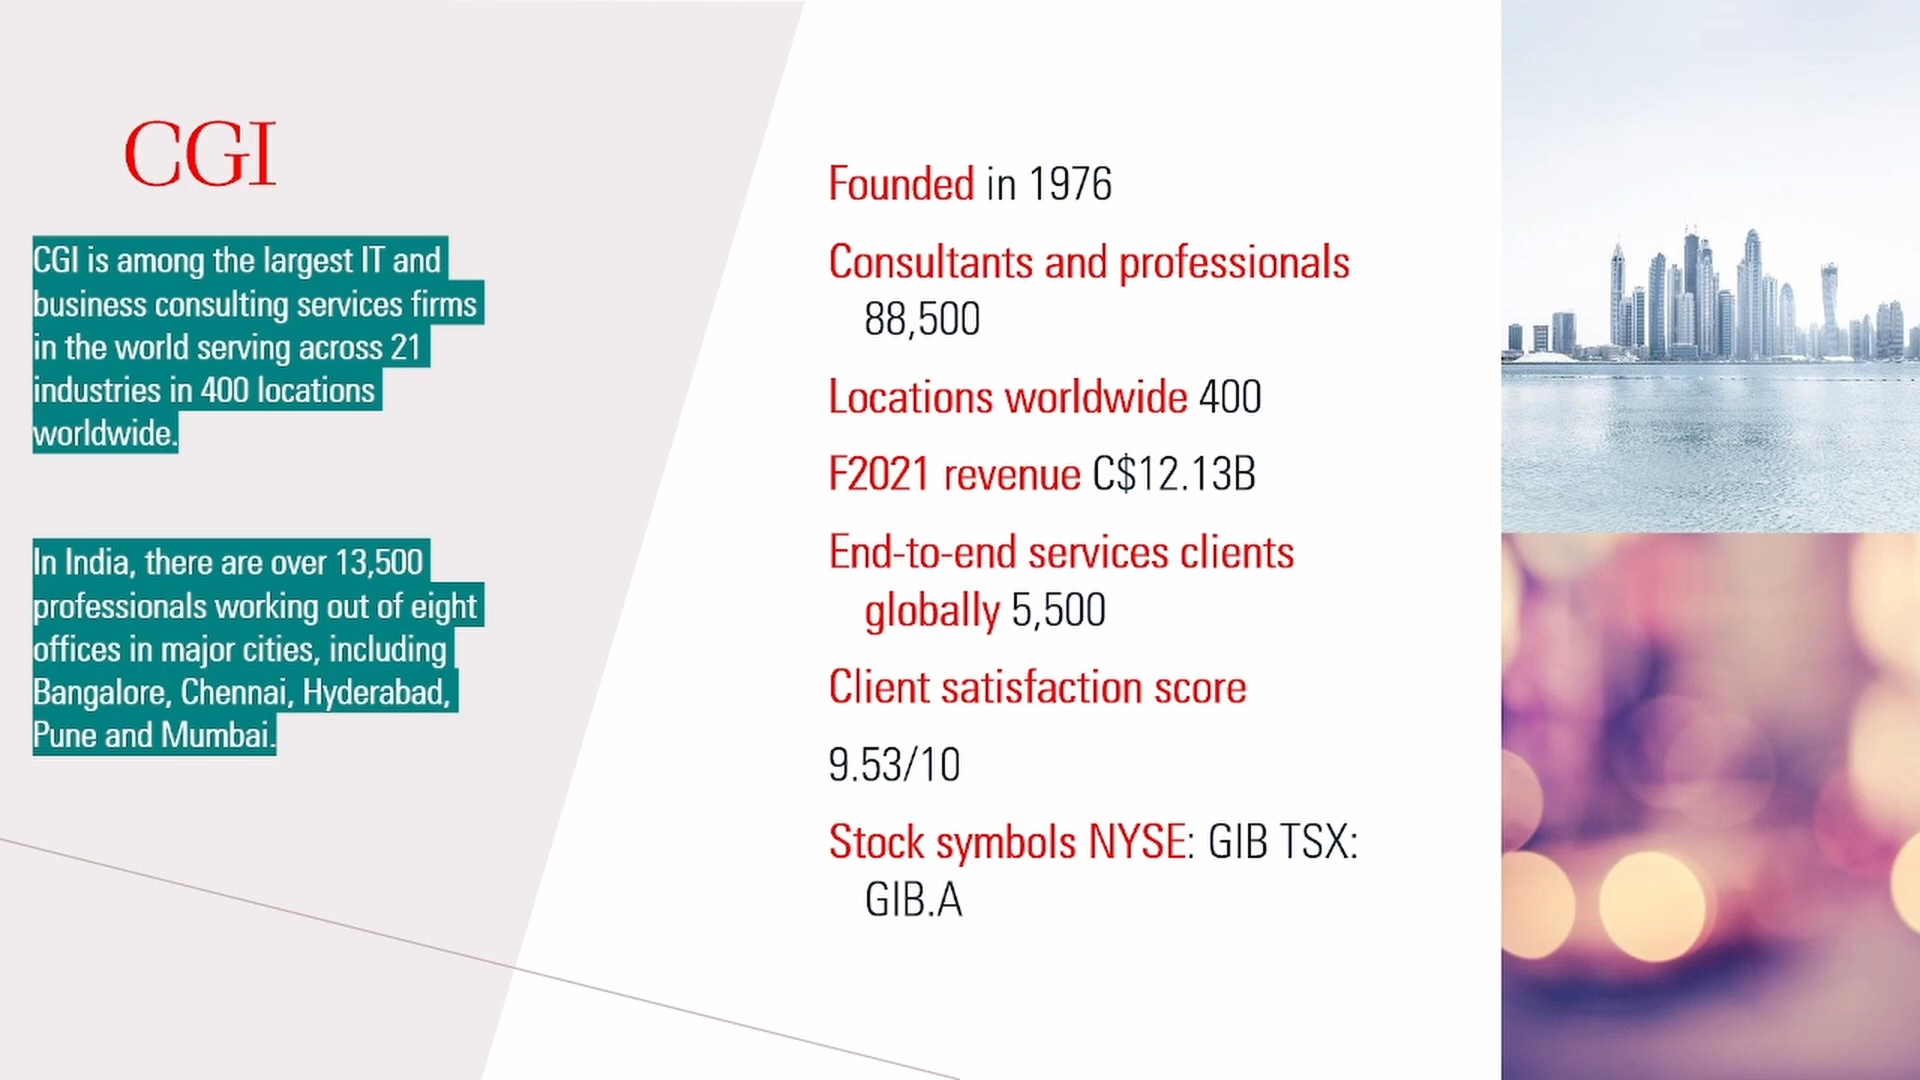 CGI
CGI is among the largest IT and
business consulting services firms
in the world serving across 21
industries in 400 locations
worldwide.
In India, there are over 13,500
professionals working out of eight
offices in major cities, including
Bangalore, Chennai, Hyderabad,
Pune and Mumbai.
Founded in 1976
Consultants and professionals
88,500
Locations worldwide 400
F2021 revenue C$12.13B
End-to-end services clients
globally 5,500
Client satisfaction score
9.53/10
Stock symbols NYSE: GIB TSX:
GIB.A